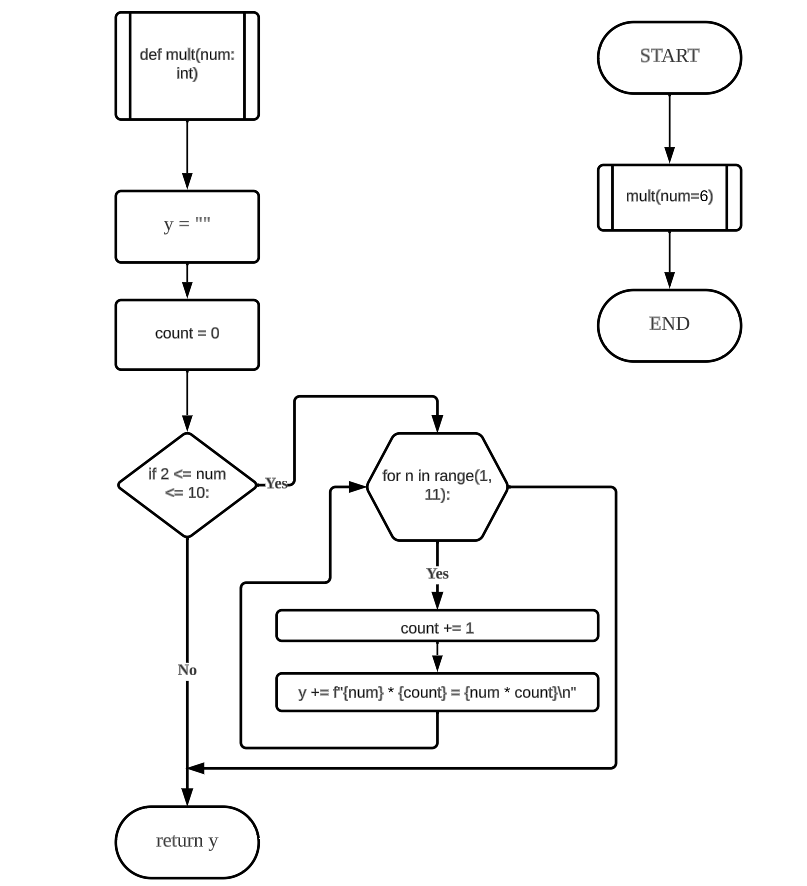 def mult(num:
int)
y = ""
count = 0
if 2 <= num
<= 10:
Yes
for n in range(1,
11):
Yes
count += 1
y += f"{num} * {count} = {num * count}\n"
No
return y
START
mult(num=6)
END